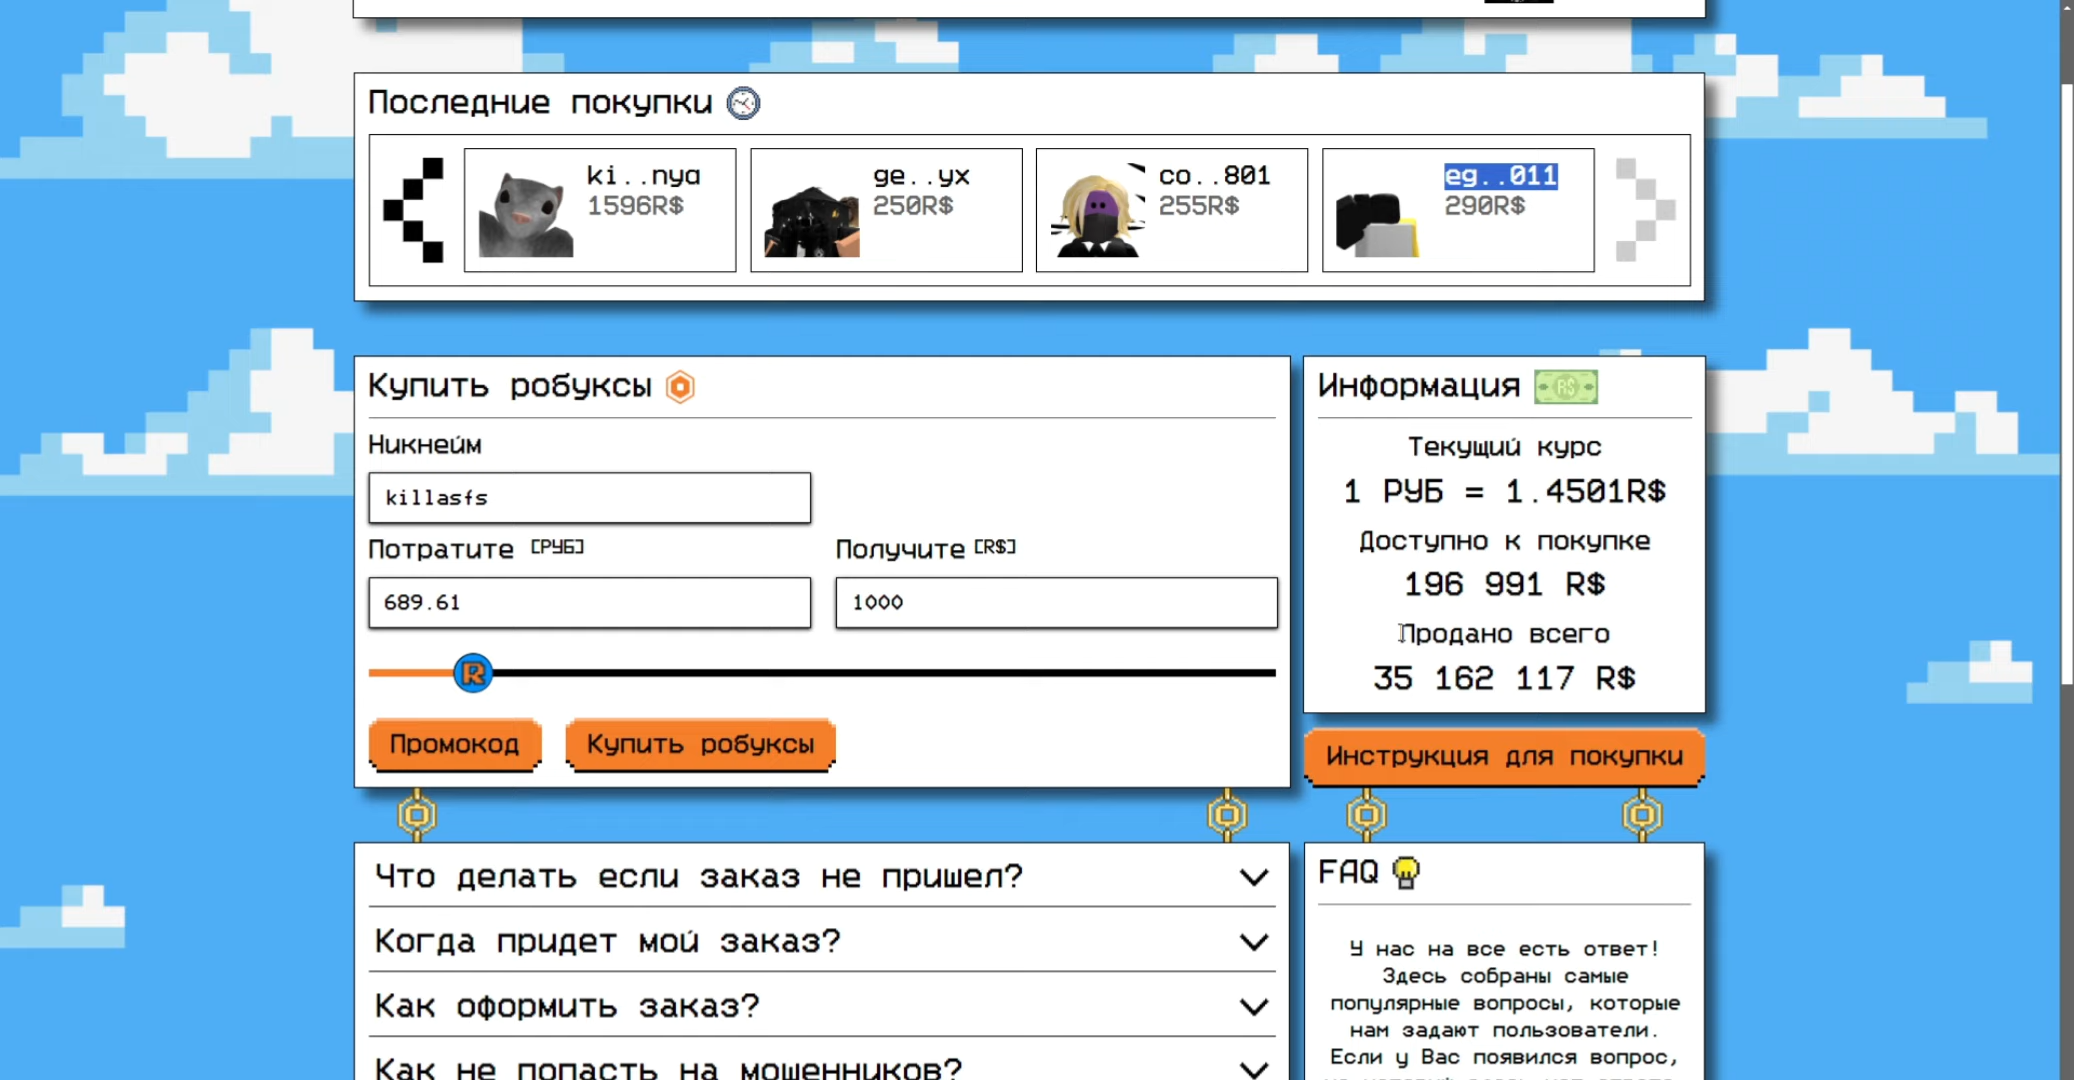 Последние покупки
ki..nya
1596R$
ge..yx
250R$
co..801
255R$
eg..011
290R$
Купить робуксы
Никнейм
killasfs
Потратите [РУБ]
Получите [R$]
689.61
1000
R
Промокод
Купить робуксы
Информация
R$
Текущий курс
1 РУБ = 1.4501R$
Доступно к покупке
196 991 R$
Продано всего
35 162 117 R$
Инструкция для покупки
Что делать если заказ не пришел?
Когда придет мой заказ?
Как оформить заказ?
Как не попасть на мошенников?
FAQ
У нас на все есть ответ!
Здесь собраны самые
популярные вопросы, которые
нам задают пользователи.
Если у Вас появился вопрос,